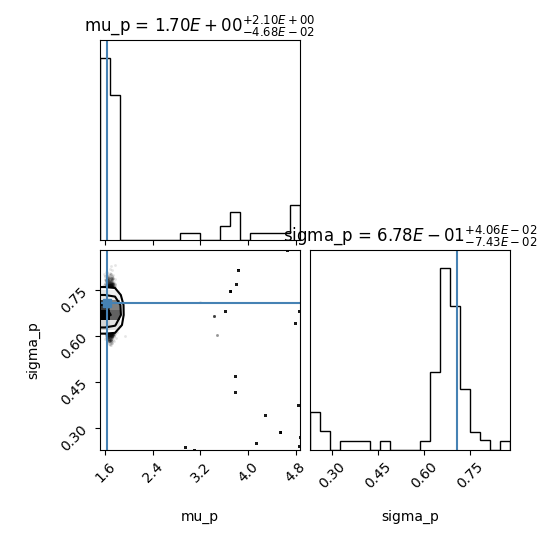 mu_p = 1.70E + 00+2.10E + 00−4.68E − 02
sigma_p = 6.78E − 01+4.06E − 02−7.43E − 02
sigma_p
0.75
0.60
0.45
0.30
1.6 2.4 3.2 4.0 4.8
0.30 0.45 0.60 0.75
mu_p
sigma_p